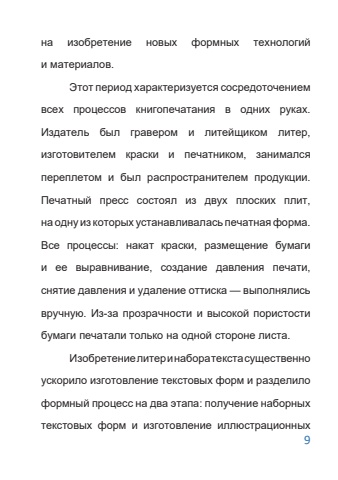 на изобретение новых формных технологий
и материалов.
Этот период характеризуется сосредоточением
всех процессов книгопечатания в одних руках.
Издатель был гравером и литейщиком литер,
изготовителем краски и печатником, занимался
переплетом и был распространителем продукции.
Печатный пресс состоял из двух плоских плит,
на одну из которых устанавливалась печатная форма.
Все процессы: накат краски, размещение бумаги
и ее выравнивание, создание давления печати,
снятие давления и удаление оттиска — выполнялись
вручную. Из-за прозрачности и высокой пористости
бумаги печатали только на одной стороне листа.
Изобретение литер и набора текста существенно
ускорило изготовление текстовых форм и разделило
формный процесс на два этапа: получение наборных
текстовых форм и изготовление иллюстрационных
9